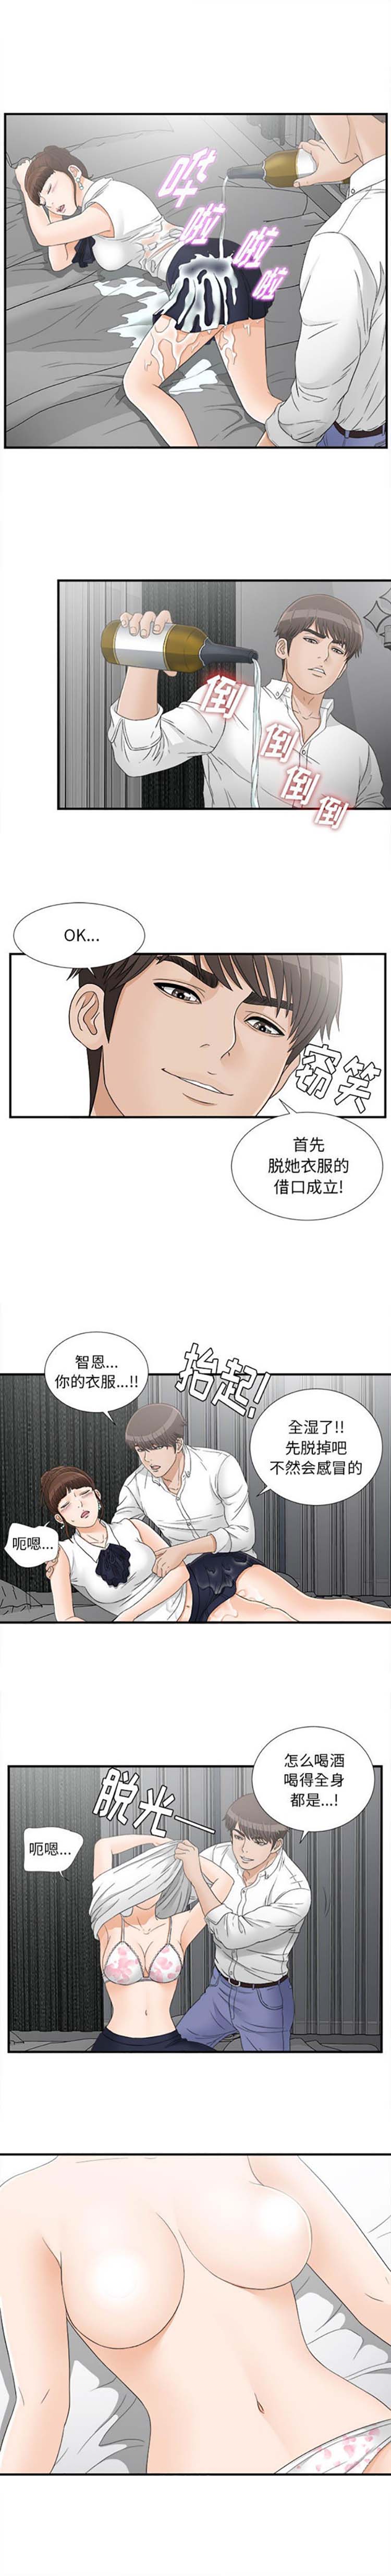 哗
啦
啦
啦
倒
倒
倒
倒
OK...
窃笑
首先
脱她衣服的
借口成立!
智恩...
你的衣服...!!
抬起!
全湿了!!
先脱掉吧
不然会感冒的
呃嗯...
怎么喝酒
喝得全身
都是...!
脱光—
呃嗯...